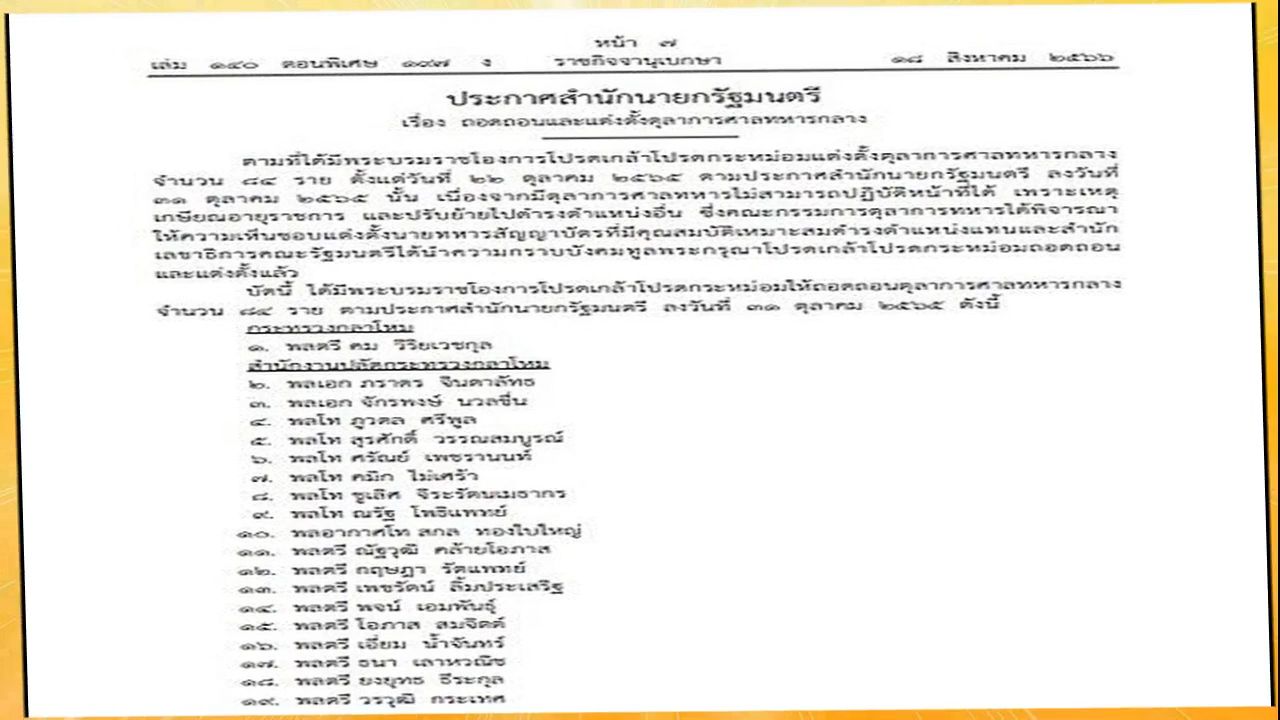 หน้า ๗
เล่ม ๑๔๐ ตอนพิเศษ ๑๙๗ ง ราชกิจจานุเบกษา ๑๘ สิงหาคม ๒๕๖๖
ประกาศสำนักนายกรัฐมนตรี
เรื่อง ถอดถอนและแต่งตั้งตุลาการศาลทหารกลาง
ตามที่ได้มีพระบรมราชโองการโปรดเกล้าโปรดกระหม่อมแต่งตั้งตุลาการศาลทหารกลาง
จำนวน ๘๔ ราย ตั้งแต่วันที่ ๒๒ ตุลาคม ๒๕๖๕ ตามประกาศสำนักนายกรัฐมนตรี ลงวันที่
๓๑ ตุลาคม ๒๕๖๕ นั้น เนื่องจากมีตุลาการศาลทหารไม่สามารถปฏิบัติหน้าที่ได้ เพราะเหตุ
เกษียณอายุราชการ และปรับย้ายไปดำรงตำแหน่งอื่น ซึ่งคณะกรรมการตุลาการทหารได้พิจารณา
ให้ความเห็นชอบแต่งตั้งนายทหารสัญญาบัตรที่มีคุณสมบัติเหมาะสมดำรงตำแหน่งแทนและสำนัก
เลขาธิการคณะรัฐมนตรีได้นำความกราบบังคมทูลพระกรุณาโปรดเกล้าโปรดกระหม่อมถอดถอน
และแต่งตั้งแล้ว
บัดนี้ ได้มีพระบรมราชโองการโปรดเกล้าโปรดกระหม่อมให้ถอดถอนตุลาการศาลทหารกลาง
จำนวน ๘๔ ราย ตามประกาศสำนักนายกรัฐมนตรี ลงวันที่ ๓๑ ตุลาคม ๒๕๖๕ ดังนี้
กระทรวงกลาโหม
๑. พลตรี คม วิริยเวชกุล
สำนักงานปลัดกระทรวงกลาโหม
๒. พลเอก ภราดร จินดาลัทธ
๓. พลเอก จักรพงษ์ นวลชื่น
๔. พลโท ภูวดล ศรีพูล
๕. พลโท สุรศักดิ์ วรรณสมบูรณ์
๖. พลโท ศรัณย์ เพชรานนท์
๗. พลโท คมิก ไม่เศร้า
๘. พลโท ชูเลิศ จิระรัตนเมธากร
๙. พลโท ณรัฐ โพธิแพทย์
๑๐. พลอากาศโท สกล ทองใบใหญ่
๑๑. พลตรี ณัฐวุฒิ คล้ายโอภาส
๑๒. พลตรี กฤษฎา รัตแพทย์
๑๓. พลตรี เพชรัตน์ ลิ้มประเสริฐ
๑๔. พลตรี พจน์ เอมพันธุ์
๑๕. พลตรี โอภาส สมจิตต์
๑๖. พลตรี เอี่ยม น้ำจันทร์
๑๗. พลตรี ธนา เลาหวณิช
๑๘. พลตรี ยงยุทธ ธีระกุล
๑๙. พลตรี วรวุฒิ กระเทศ